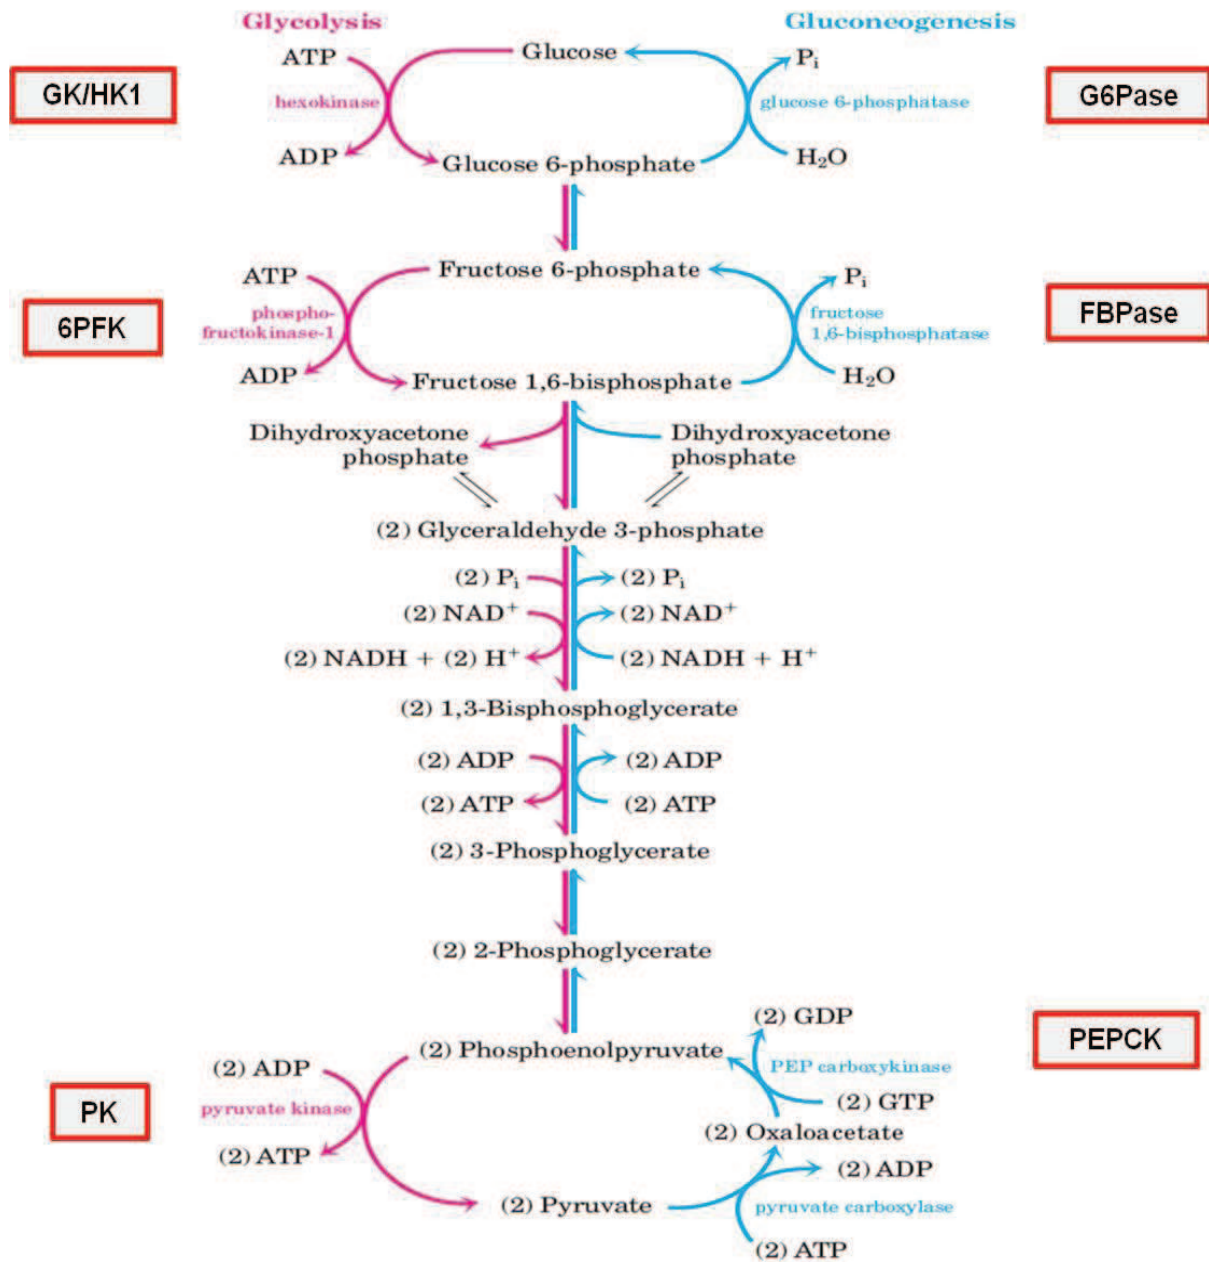 Glycolysis
Gluconeogenesis
ATP
Glucose
P
i
GK/HK1
hexokinase
glucose 6-phosphatase
G6Pase
ADP
Glucose 6-phosphate
H2O
ATP
Fructose 6-phosphate
Pi
6PFK
phospho-
fructokinase-1
fructose
1,6-bisphosphatase
FBPase
ADP
Fructose 1,6-bisphosphate
H2O
Dihydroxyacetone
phosphate
Dihydroxyacetone
phosphate
(2) Glyceraldehyde 3-phosphate
(2) Pi
(2) Pi
(2) NAD+
(2) NAD+
(2) NADH + (2) H+
(2) NADH + H+
(2) 1,3-Bisphosphoglycerate
(2) ADP
(2) ADP
(2) ATP
(2) ATP
(2) 3-Phosphoglycerate
(2) 2-Phosphoglycerate
(2) GDP
(2) Phosphoenolpyruvate
PEP carboxykinase
PEPCK
(2) ADP
(2) GTP
PK
pyruvate kinase
(2) Oxaloacetate
(2) ATP
(2) ADP
(2) Pyruvate
pyruvate carboxylase
(2) ATP